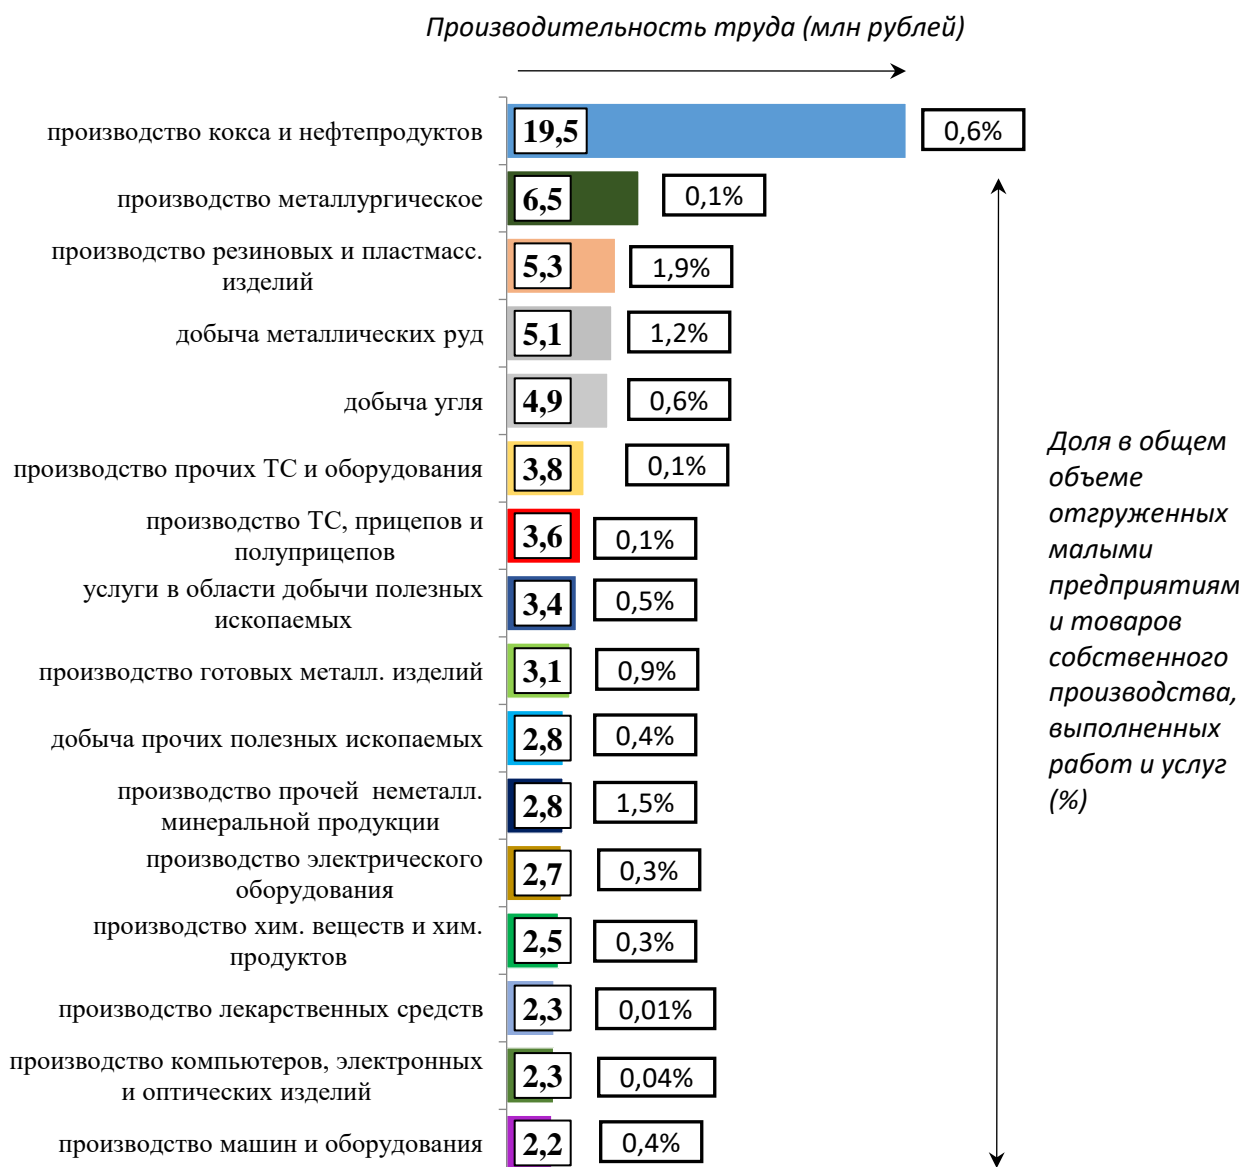 Производительность труда (млн рублей)
производство кокса и нефтепродуктов
19,5
0,6%
производство металлургическое
6,5
0,1%
производство резиновых и пластмасс.
изделий
5,3
1,9%
добыча металлических руд
5,1
1,2%
добыча угля
4,9
0,6%
производство прочих ТС и оборудования
3,8
0,1%
производство ТС, прицепов и
полуприцепов
3,6
0,1%
услуги в области добычи полезных
ископаемых
3,4
0,5%
производство готовых металл. изделий
3,1
0,9%
добыча прочих полезных ископаемых
2,8
0,4%
производство прочей неметалл.
минеральной продукции
2,8
1,5%
производство электрического
оборудования
2,7
0,3%
производство хим. веществ и хим.
продуктов
2,5
0,3%
производство лекарственных средств
2,3
0,01%
производство компьютеров, электронных
и оптических изделий
2,3
0,04%
производство машин и оборудования
2,2
0,4%
Доля в общем
объеме
отгруженных
малыми
предприятиям
и товаров
собственного
производства,
выполненных
работ и услуг
(%)